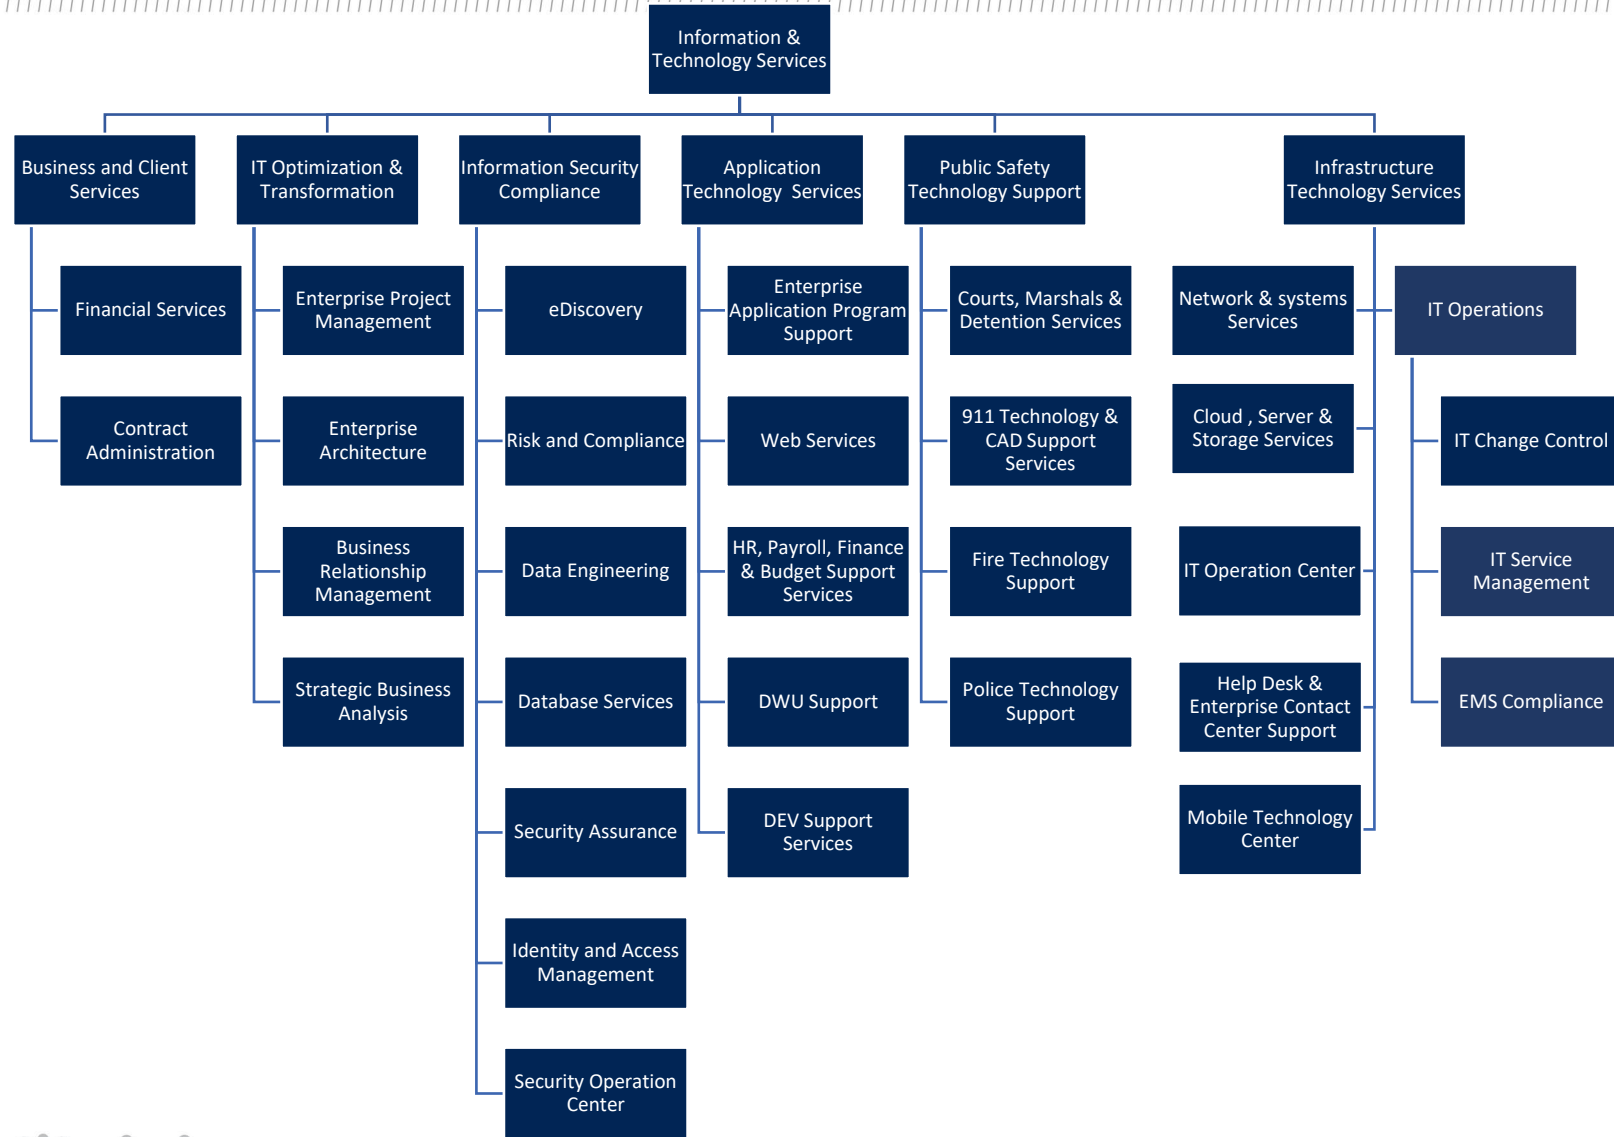 Information &
Technology Services
Business and Client
Services
IT Optimization &
Transformation
Information Security
Compliance
Application
Technology  Services
Public Safety
Technology Support
Infrastructure
Technology Services
Financial Services
Contract
Administration
Enterprise Project
Management
Enterprise
Architecture
Business
Relationship
Management
Strategic Business
Analysis
eDiscovery
Risk and Compliance
Data Engineering
Database Services
Security Assurance
Identity and Access
Management
Security Operation
Center
Enterprise
Application Program
Support
Web Services
HR, Payroll, Finance
& Budget Support
Services
DWU Support
DEV Support
Services
Courts, Marshals &
Detention Services
911 Technology &
CAD Support
Services
Fire Technology
Support
Police Technology
Support
Network & systems
Services
Cloud , Server &
Storage Services
IT Operation Center
Help Desk &
Enterprise Contact
Center Support
Mobile Technology
Center
IT Operations
IT Change Control
IT Service
Management
EMS Compliance